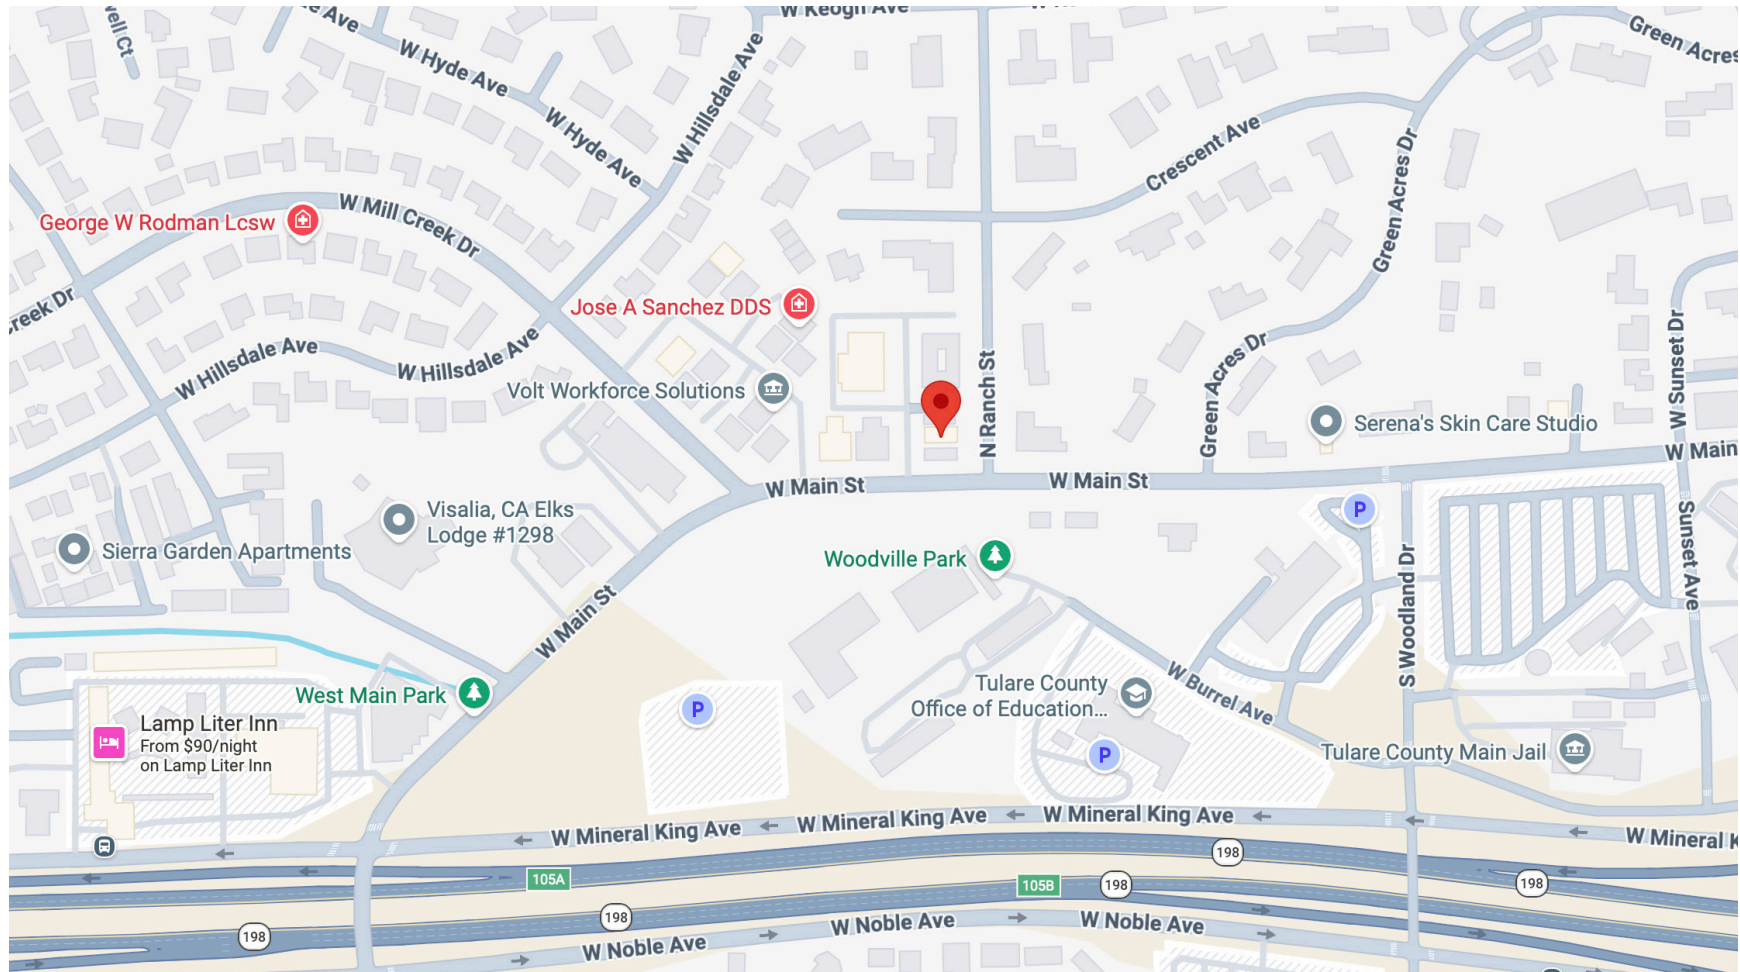 W Keogh Ave
Green Acres
W Hyde Ave
W Hillsdale Ave
W Hyde Ave
Crescent Ave
Green Acres Dr
W Mill Creek Dr
George W Rodman Lcsw
Jose A Sanchez DDS
W Hillsdale Ave
W Hillsdale Ave
Volt Workforce Solutions
N Ranch St
Green Acres Dr
W Sunset Dr
Serena's Skin Care Studio
W Main
W Main St
W Main St
Visalia, CA Elks
Lodge #1298
P
Sierra Garden Apartments
Woodville Park
Sunset Ave
S Woodland Dr
W Main St
West Main Park
P
Tulare County
Office of Education...
W Burrel Ave
Lamp Liter Inn
From $90/night
on Lamp Liter Inn
P
Tulare County Main Jail
W Mineral King Ave
W Mineral King Ave
W Mineral King Ave
W Mineral
198
105A
105B
198
198
198
198
W Noble Ave
W Noble Ave
W Noble Ave